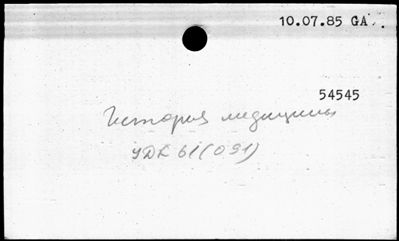 10.07.85 GA
54545
История медицины
УДК 61(091)